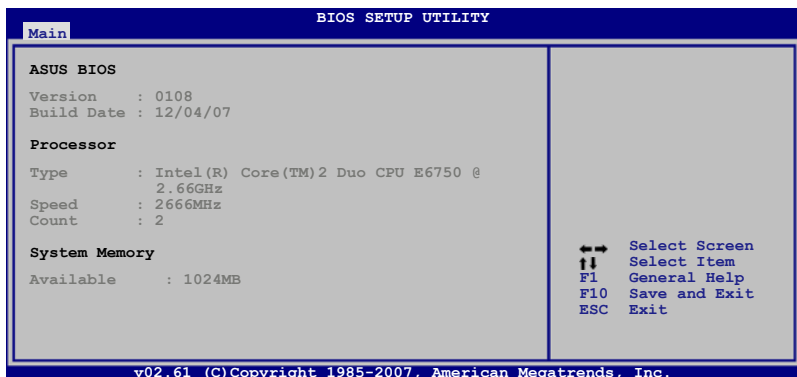 BIOS SETUP UTILITY
Main
ASUS BIOS
Version : 0108
Build Date : 12/04/07
Processor
Type : Intel(R) Core(TM)2 Duo CPU E6750 @
2.66GHz
Speed : 2666MHz
Count : 2
System Memory
Available : 1024MB
←→ Select Screen
↑↓ Select Item
F1 General Help
F10 Save and Exit
ESC Exit
v02.61 (C)Copyright 1985-2007, American Megatrends, Inc.